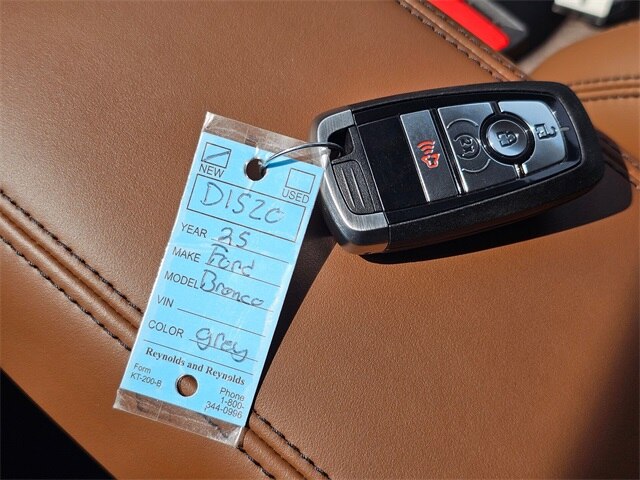 NEW USED
D1520
YEAR 25
MAKE Ford
MODEL Bronco
VIN
COLOR grey
Reynolds and Reynolds
Form
KT-200-B
Phone
1-800-
344-0996
2x